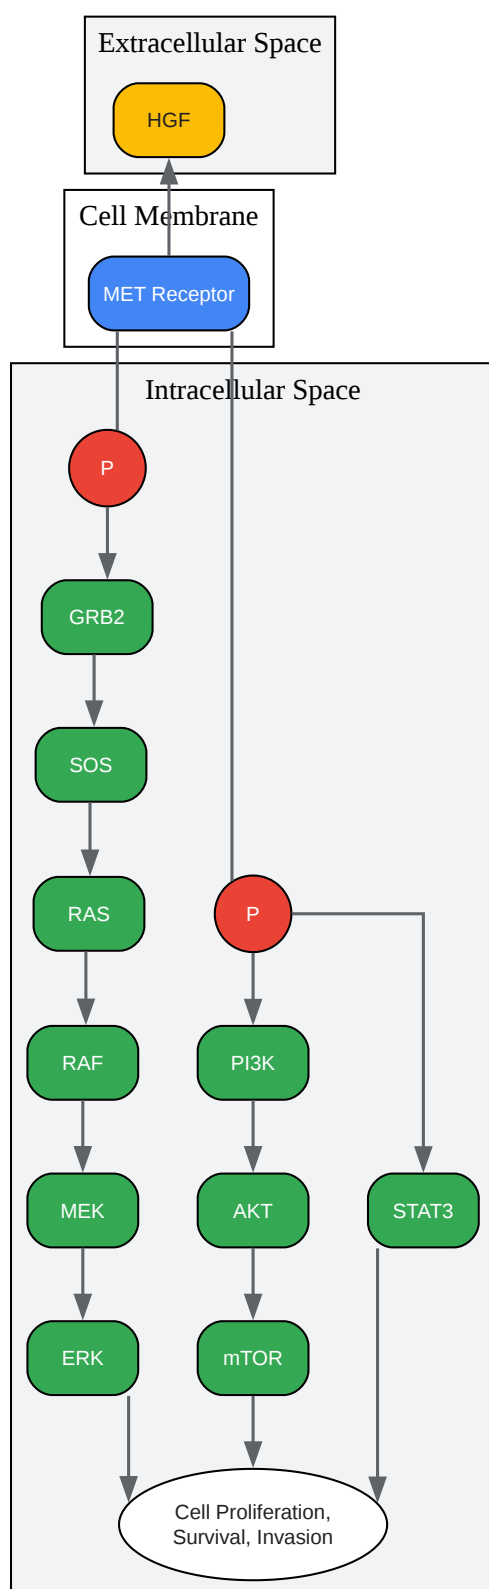 Extracellular Space
HGF
Cell Membrane
MET Receptor
Intracellular Space
P
GRB2
SOS
RAS
P
RAF
PI3K
MEK
AKT
STAT3
ERK
mTOR
Cell Proliferation,
Survival, Invasion